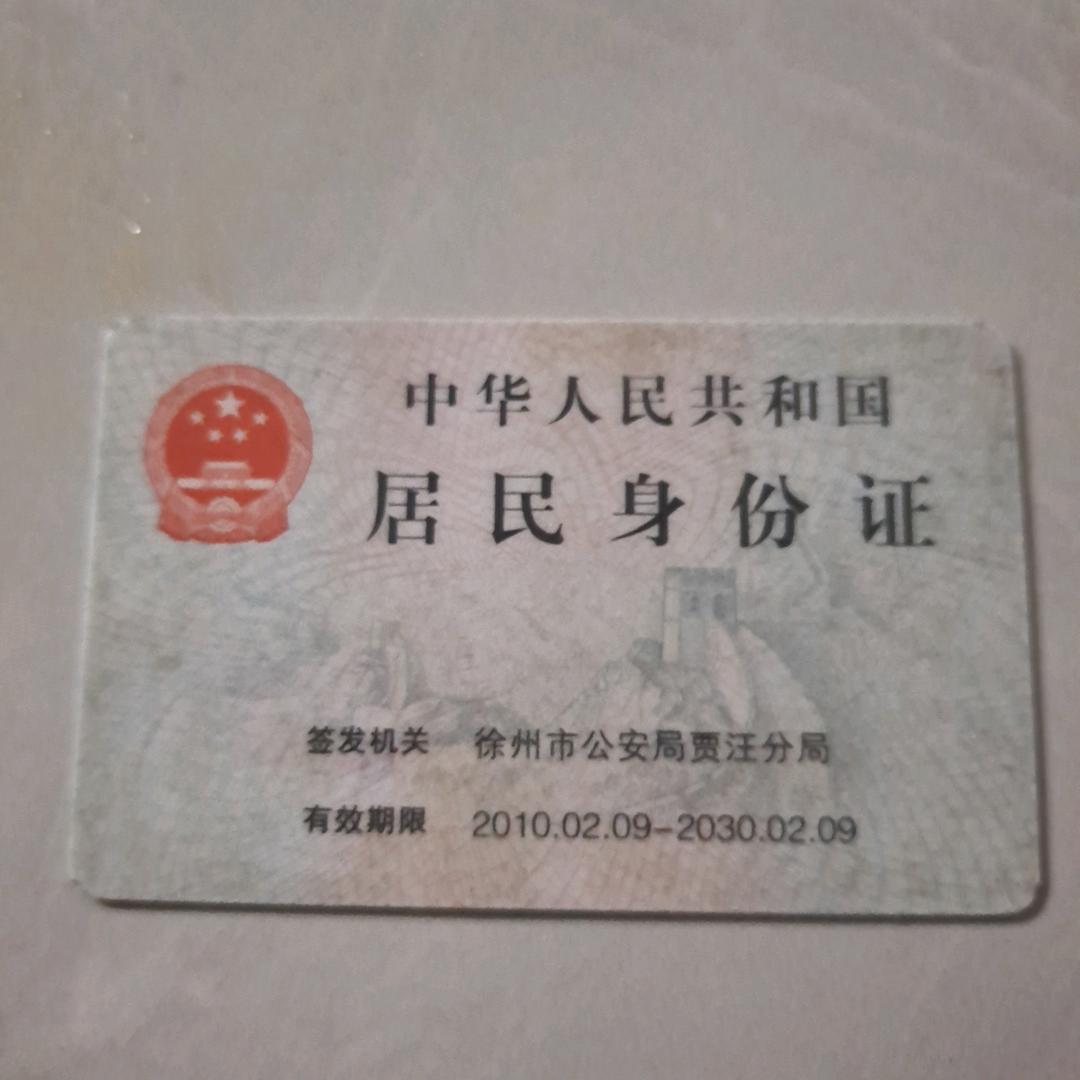 中华人民共和国
居民身份证
签发机关 徐州市公安局贾汪分局
有效期限 2010.02.09-2030.02.09